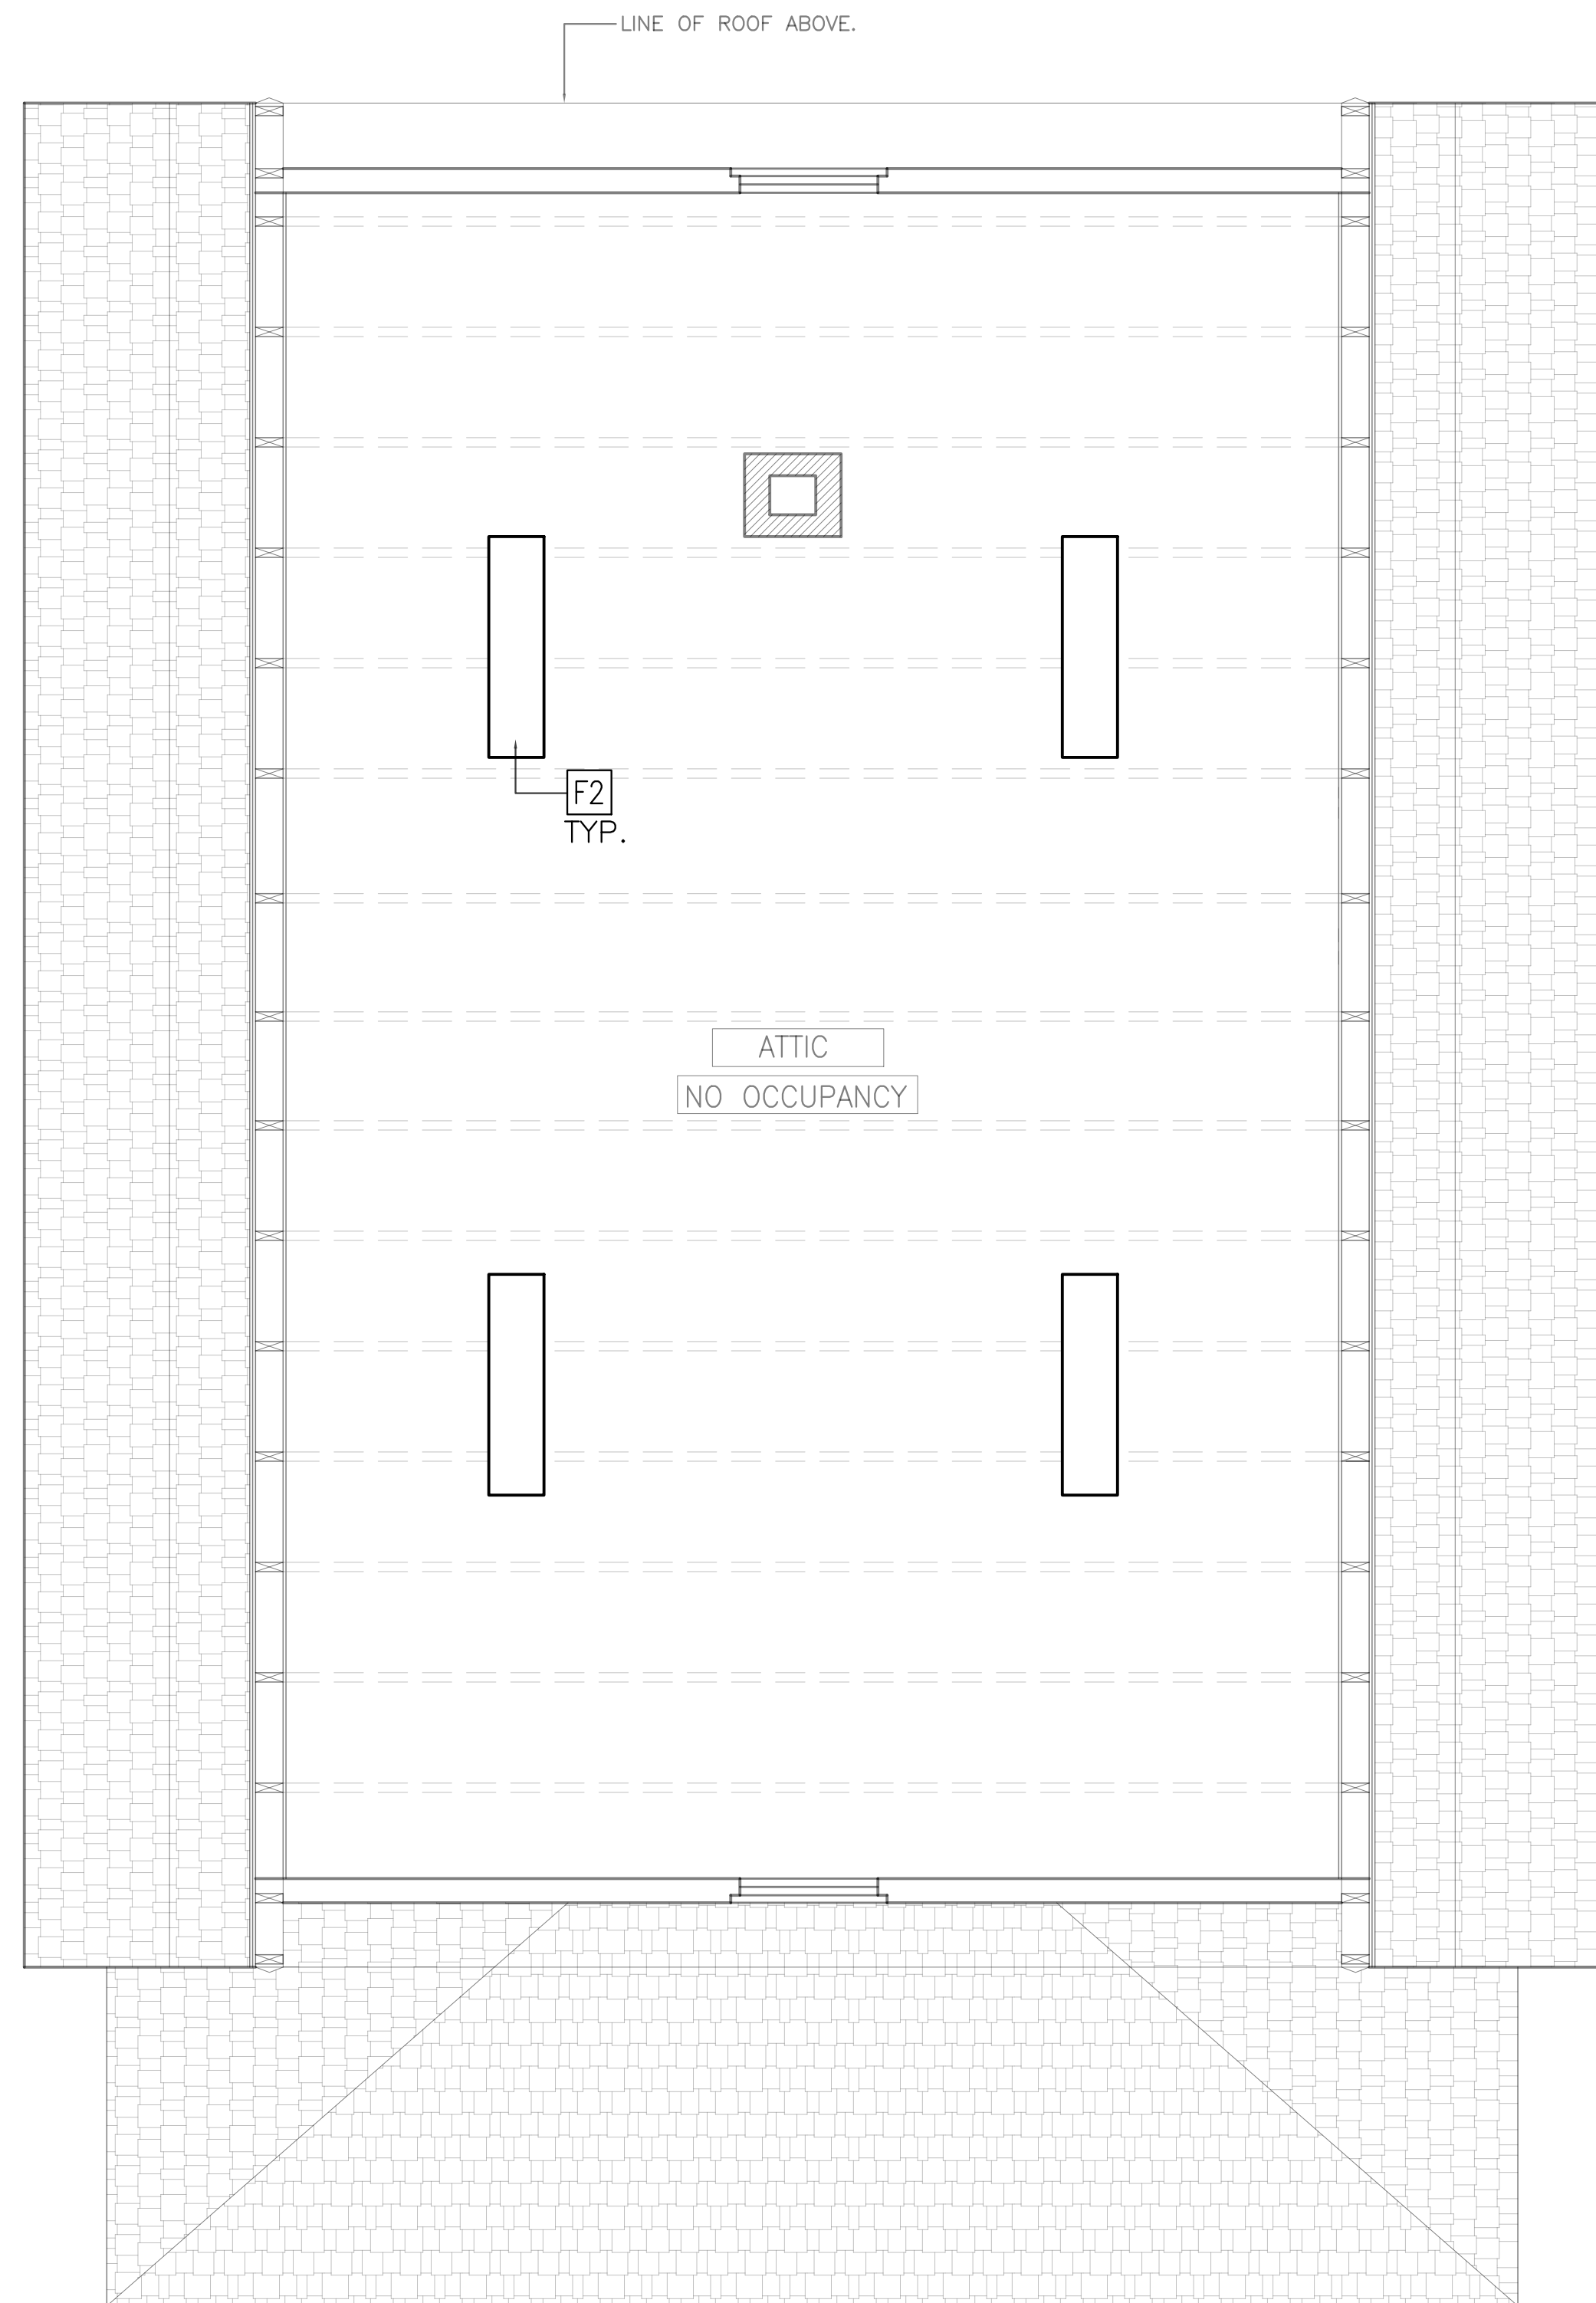 LINE OF ROOF ABOVE.
F2
TYP.
ATTIC
NO OCCUPANCY